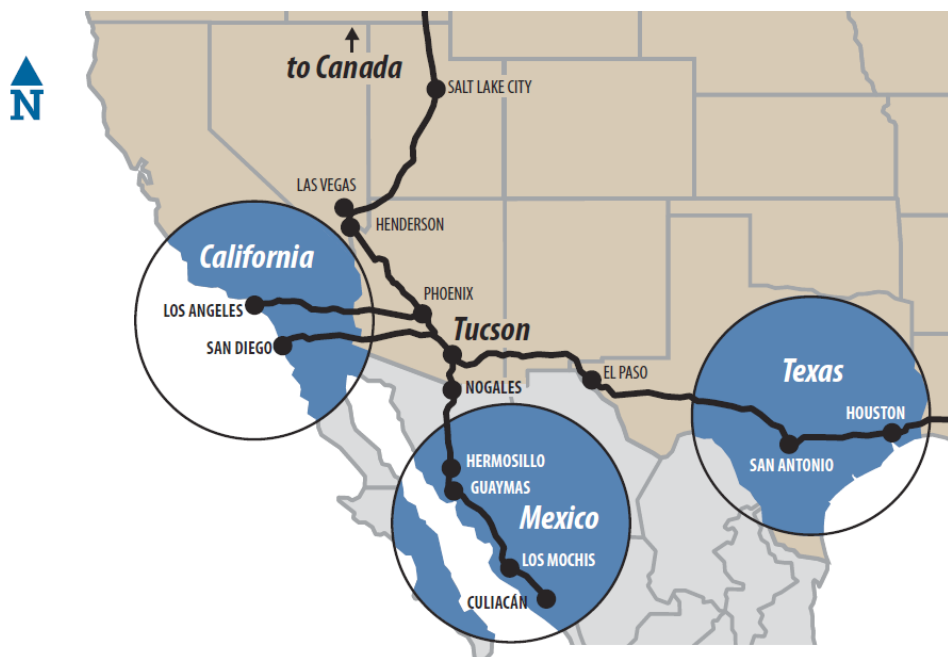 to Canada
N
SALT LAKE CITY
LAS VEGAS
HENDERSON
California
PHOENIX
LOS ANGELES
Tucson
SAN DIEGO
EL PASO
Texas
NOGALES
HOUSTON
SAN ANTONIO
HERMOSILLO
GUAYMAS
Mexico
LOS MOCHIS
CULIACÁN